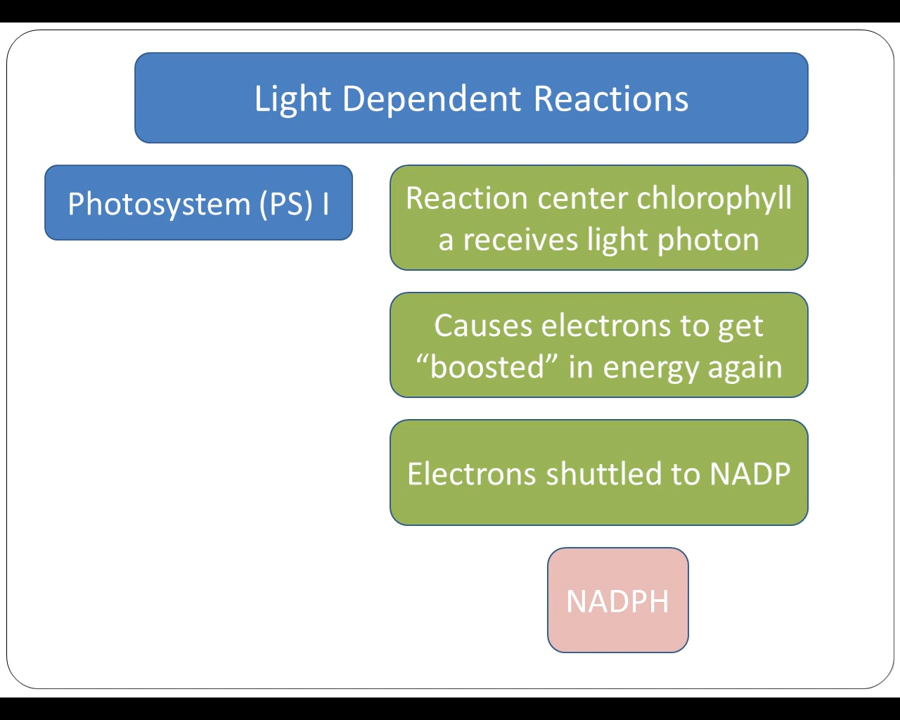 Light Dependent Reactions
Photosystem (PS) I
Reaction center chlorophyll
a receives light photon
Causes electrons to get
“boosted” in energy again
Electrons shuttled to NADP
NADPH